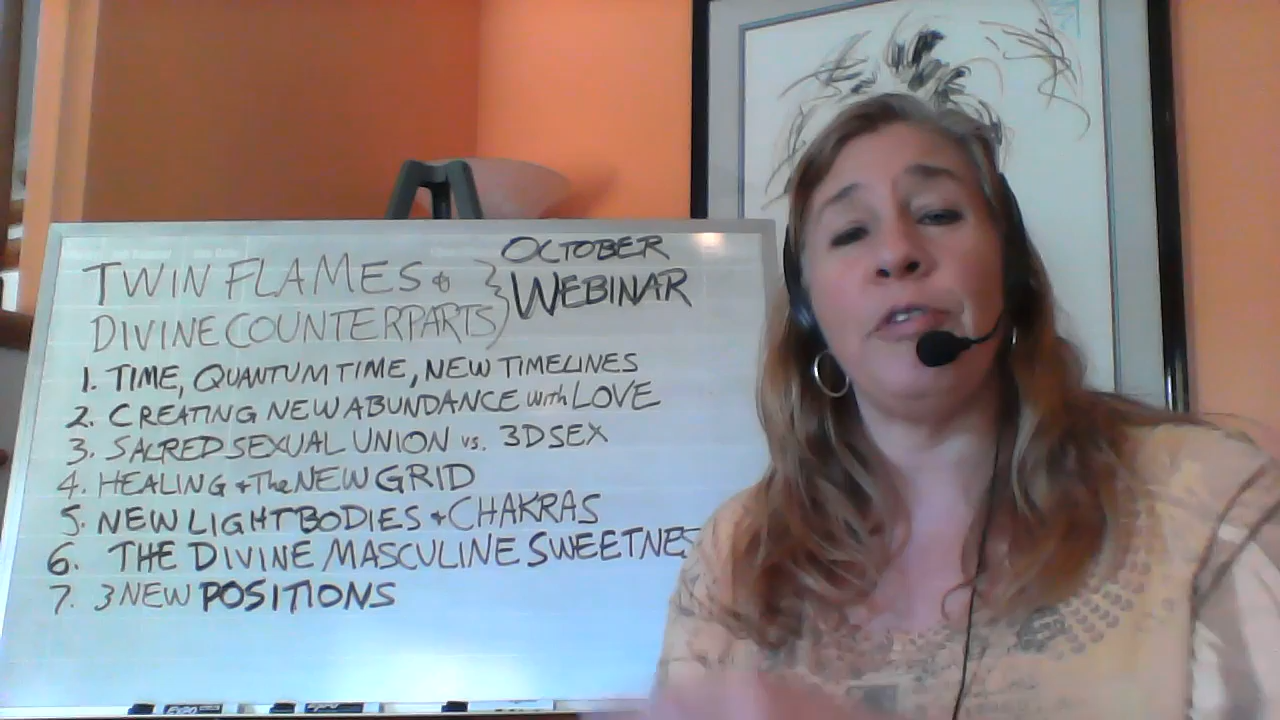 TWIN FLAMES &
DIVINE COUNTERPARTS
OCTOBER
WEBINAR
1. TIME, QUANTUM TIME, NEW TIMELINES
2. CREATING NEW ABUNDANCE with LOVE
3. SACRED SEXUAL UNION vs. 3D SEX
4. HEALING + The NEW GRID
5. NEW LIGHTBODIES + CHAKRAS
6. THE DIVINE MASCULINE SWEETNES
7. 3 NEW POSITIONS
EXPO